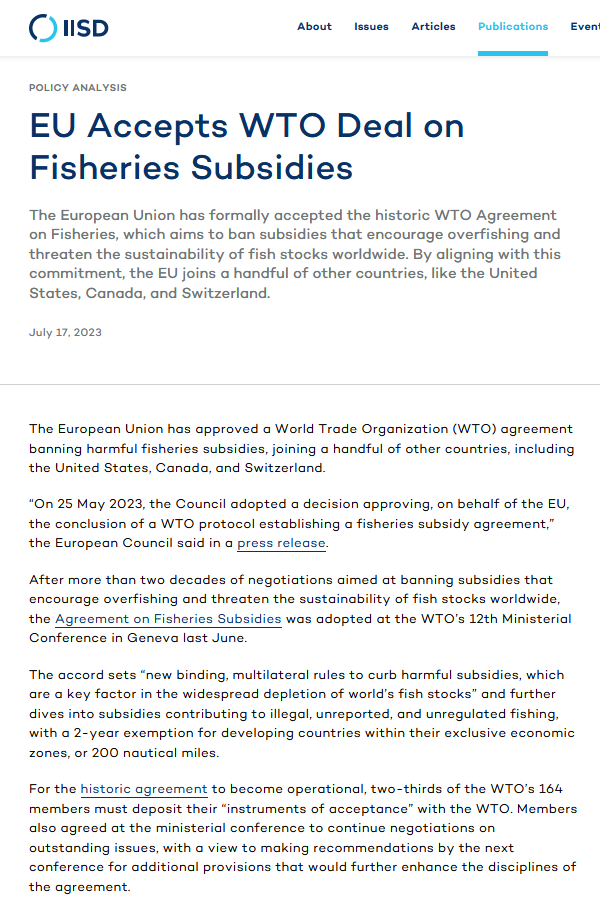 IISD
About Issues Articles Publications Event
POLICY ANALYSIS
EU Accepts WTO Deal on
Fisheries Subsidies
The European Union has formally accepted the historic WTO Agreement
on Fisheries, which aims to ban subsidies that encourage overfishing and
threaten the sustainability of fish stocks worldwide. By aligning with this
commitment, the EU joins a handful of other countries, like the United
States, Canada, and Switzerland.
July 17, 2023
The European Union has approved a World Trade Organization (WTO) agreement
banning harmful fisheries subsidies, joining a handful of other countries, including
the United States, Canada, and Switzerland.
“On 25 May 2023, the Council adopted a decision approving, on behalf of the EU,
the conclusion of a WTO protocol establishing a fisheries subsidy agreement,”
the European Council said in a press release.
After more than two decades of negotiations aimed at banning subsidies that
encourage overfishing and threaten the sustainability of fish stocks worldwide,
the Agreement on Fisheries Subsidies was adopted at the WTO’s 12th Ministerial
Conference in Geneva last June.
The accord sets “new binding, multilateral rules to curb harmful subsidies, which
are a key factor in the widespread depletion of world’s fish stocks” and further
dives into subsidies contributing to illegal, unreported, and unregulated fishing,
with a 2-year exemption for developing countries within their exclusive economic
zones, or 200 nautical miles.
For the historic agreement to become operational, two-thirds of the WTO’s 164
members must deposit their “instruments of acceptance” with the WTO. Members
also agreed at the ministerial conference to continue negotiations on
outstanding issues, with a view to making recommendations by the next
conference for additional provisions that would further enhance the disciplines of
the agreement.